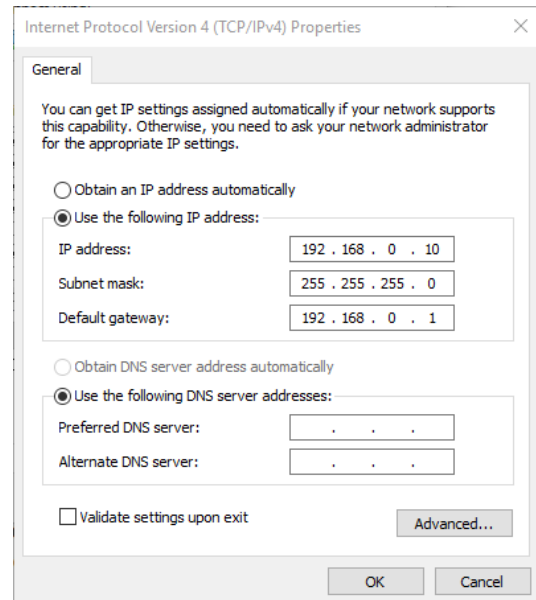 Internet Protocol Version 4 (TCP/IPv4) Properties
General
You can get IP settings assigned automatically if your network supports
this capability. Otherwise, you need to ask your network administrator
for the appropriate IP settings.
Obtain an IP address automatically
Use the following IP address:
IP address: 192 . 168 . 0 . 10
Subnet mask: 255 . 255 . 255 . 0
Default gateway: 192 . 168 . 0 . 1
Obtain DNS server address automatically
Use the following DNS server addresses:
Preferred DNS server: . . .
Alternate DNS server: . . .
Validate settings upon exit
Advanced...
OK Cancel